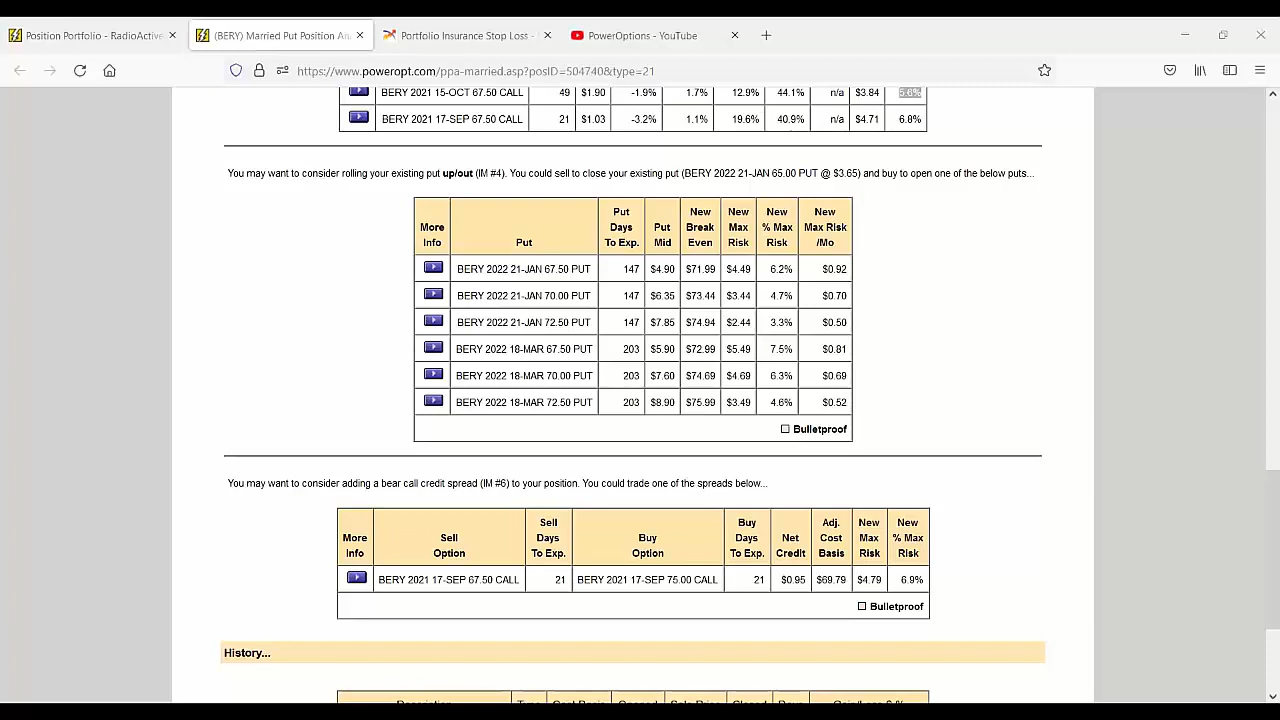 Position Portfolio - RadioActive
(BERY) Married Put Position An
Portfolio Insurance Stop Loss -
PowerOptions - YouTube
https://www.poweropt.com/ppa-married.asp?posID=504740&type=21
BERY 2021 15-OCT 67.50 CALL 49 $1.90 -1.9% 1.7% 12.9% 44.1% n/a $3.84 5.6%
BERY 2021 17-SEP 67.50 CALL 21 $1.03 -3.2% 1.1% 19.6% 40.9% n/a $4.71 6.8%
You may want to consider rolling your existing put up/out (IM #4). You could sell to close your existing put (BERY 2022 21-JAN 65.00 PUT @ $3.65) and buy to open one of the below puts...
More Info Put Put Days To Exp. Put Mid New Break Even New Max Risk New % Max Risk New Max Risk /Mo
BERY 2022 21-JAN 67.50 PUT 147 $4.90 $71.99 $4.49 6.2% $0.92
BERY 2022 21-JAN 70.00 PUT 147 $6.35 $73.44 $3.44 4.7% $0.70
BERY 2022 21-JAN 72.50 PUT 147 $7.85 $74.94 $2.44 3.3% $0.50
BERY 2022 18-MAR 67.50 PUT 203 $5.90 $72.99 $5.49 7.5% $0.81
BERY 2022 18-MAR 70.00 PUT 203 $7.60 $74.69 $4.69 6.3% $0.69
BERY 2022 18-MAR 72.50 PUT 203 $8.90 $75.99 $3.49 4.6% $0.52
Bulletproof
You may want to consider adding a bear call credit spread (IM #6) to your position. You could trade one of the spreads below...
More Info Sell Option Sell Days To Exp. Buy Option Buy Days To Exp. Net Credit Adj. Cost Basis New Max Risk New % Max Risk
BERY 2021 17-SEP 67.50 CALL 21 BERY 2021 17-SEP 75.00 CALL 21 $0.95 $69.79 $4.79 6.9%
Bulletproof
History...